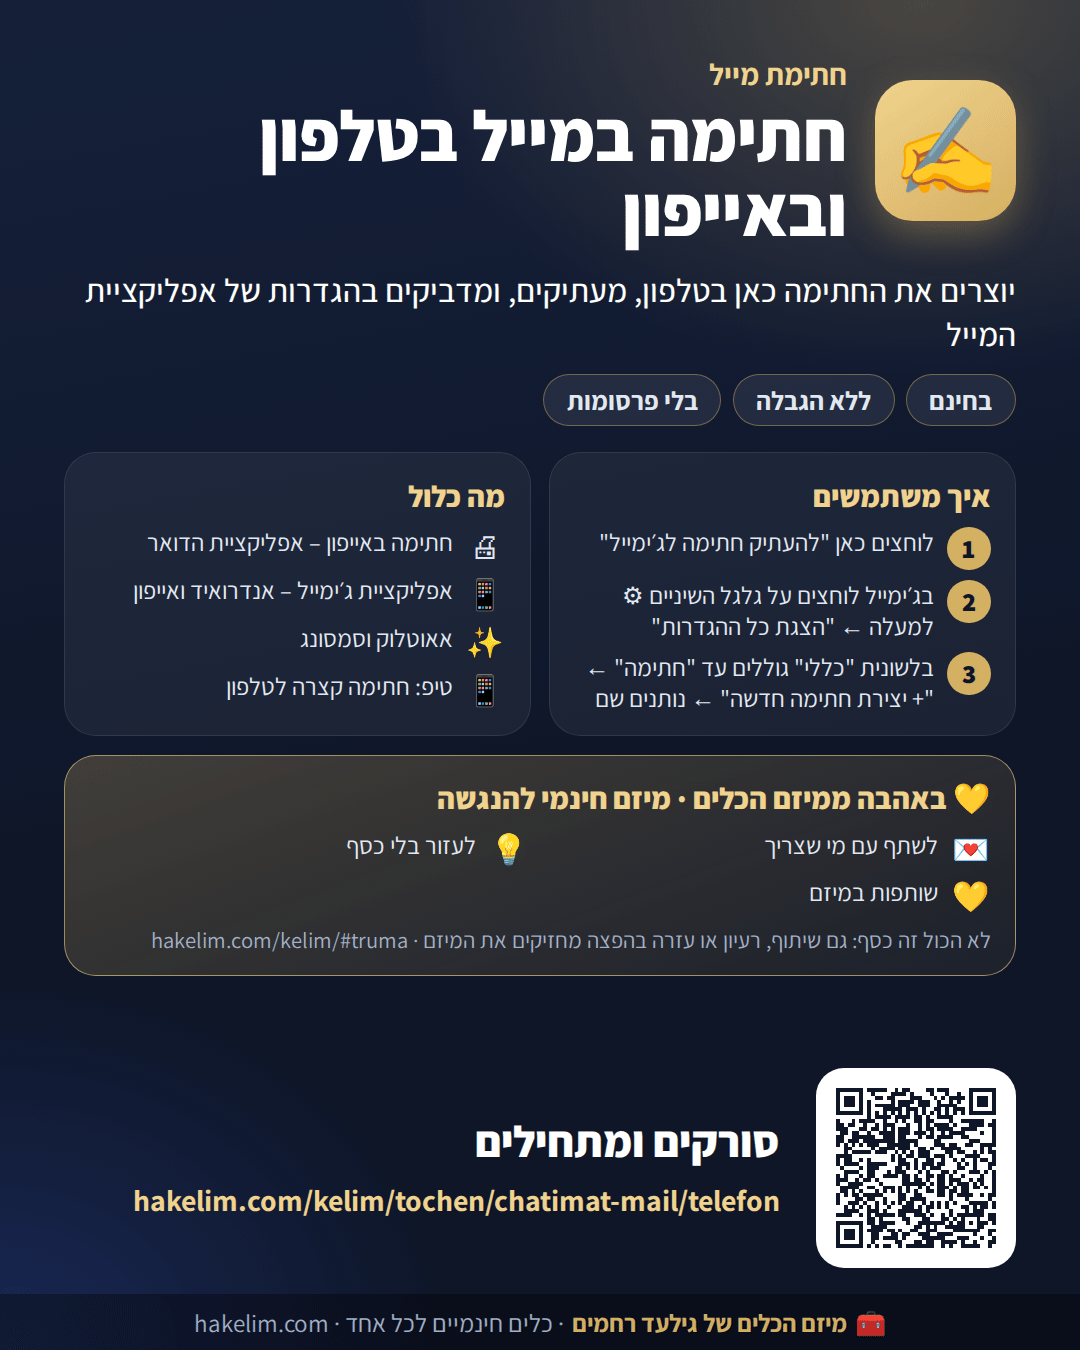 חתימת מייל
חתימה במייל בטלפון
ובאייפון
יוצרים את החתימה כאן בטלפון, מעתיקים, ומדביקים בהגדרות של אפליקציית
המייל
בחינם
ללא הגבלה
בלי פרסומות
איך משתמשים
1 לוחצים כאן "להעתיק חתימה לג׳ימייל"
2 בג׳ימייל לוחצים על גלגל השיניים ⚙
למעלה ← "הצגת כל ההגדרות"
3 בלשונית "כללי" גוללים עד "חתימה" ←
"+ יצירת חתימה חדשה" ← נותנים שם
מה כלול
🖨 חתימה באייפון – אפליקציית הדואר
📱 אפליקציית ג׳ימייל – אנדרואיד ואייפון
✨ אאוטלוק וסמסונג
📱 טיפ: חתימה קצרה לטלפון
💛 באהבה ממיזם הכלים · מיזם חינמי להנגשה
💌 לשתף עם מי שצריך
💡 לעזור בלי כסף
💛 שותפות במיזם
לא הכול זה כסף: גם שיתוף, רעיון או עזרה בהפצה מחזיקים את המיזם · hakelim.com/kelim/#truma
סורקים ומתחילים
hakelim.com/kelim/tochen/chatimat-mail/telefon
🧰 מיזם הכלים של גילעד רחמים · כלים חינמיים לכל אחד · hakelim.com